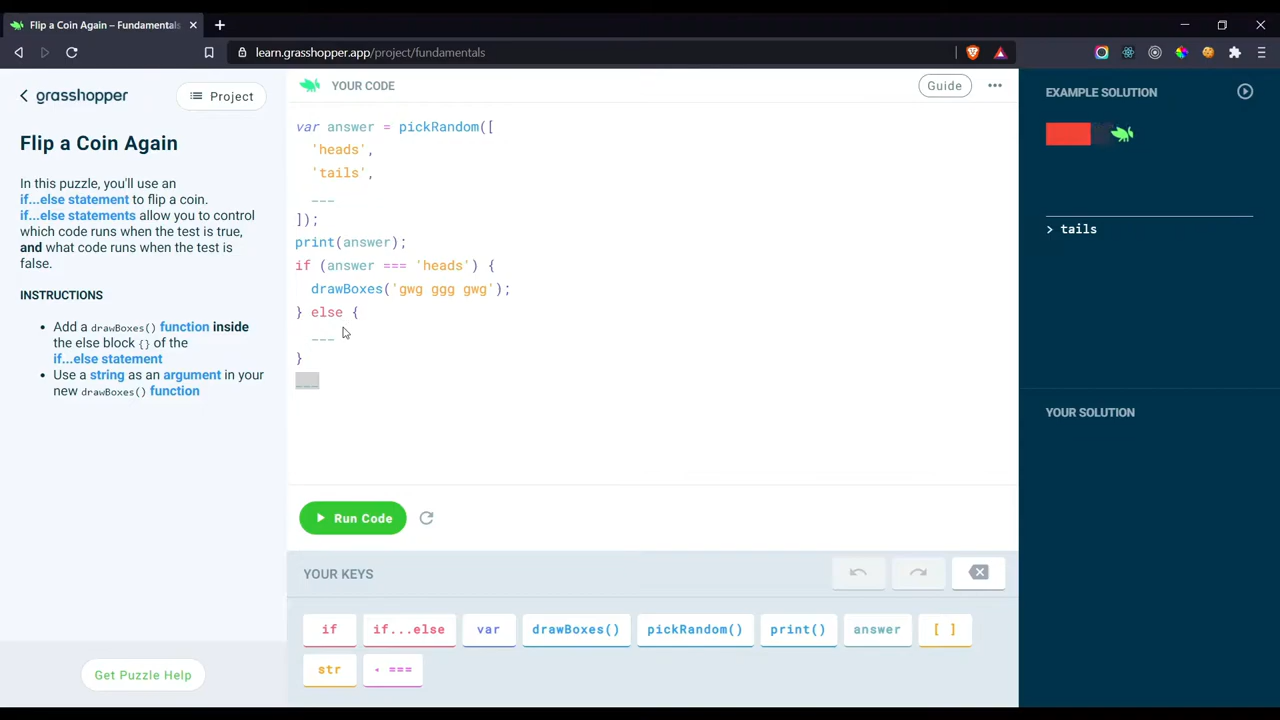 Flip a Coin Again – Fundamentals
learn.grasshopper.app/project/fundamentals
grasshopper
Project
Flip a Coin Again
In this puzzle, you'll use an
if...else statement to flip a coin.
if...else statements allow you to control
which code runs when the test is true,
and what code runs when the test is
false.
INSTRUCTIONS
• Add a drawBoxes() function inside
the else block {} of the
if...else statement
• Use a string as an argument in your
new drawBoxes() function
Get Puzzle Help
YOUR CODE
Guide
var answer = pickRandom([
'heads',
'tails',
___
]);
print(answer);
if (answer === 'heads') {
drawBoxes('gwg ggg gwg');
} else {
___
}
___
Run Code
YOUR KEYS
if
if...else
var
drawBoxes()
pickRandom()
print()
answer
[ ]
str
===
EXAMPLE SOLUTION
> tails
YOUR SOLUTION